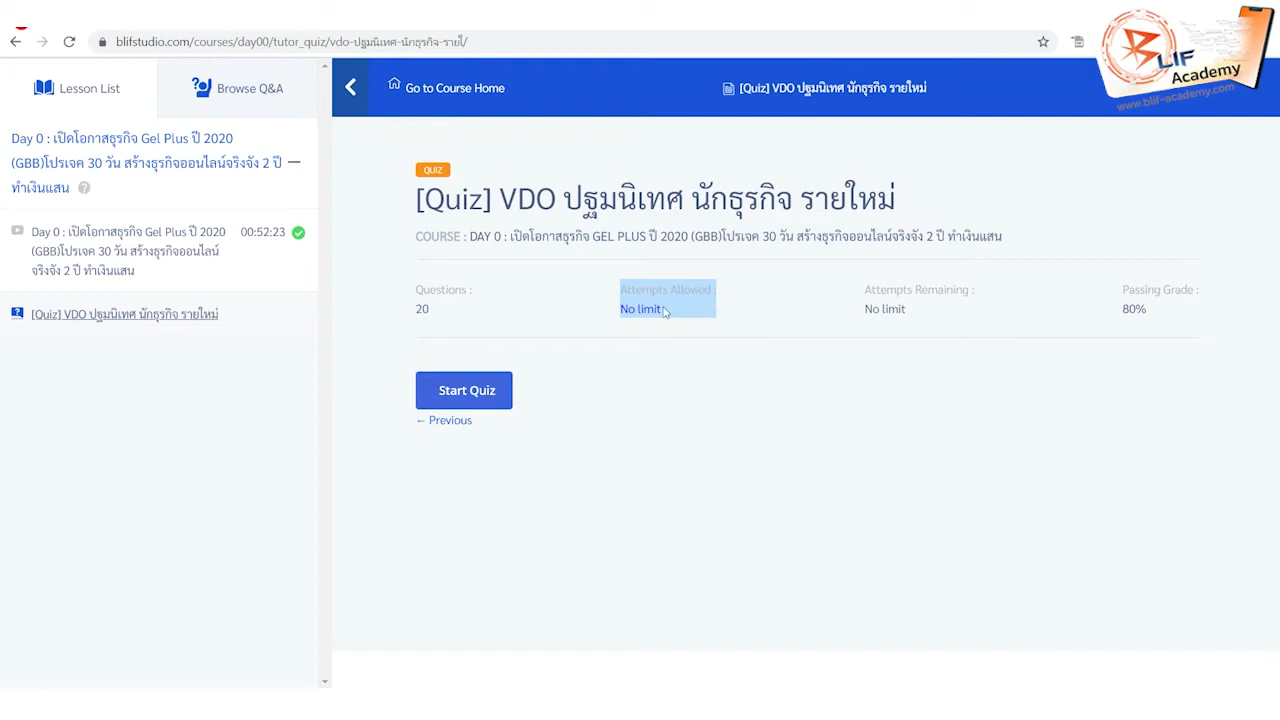 blifstudio.com/courses/day00/tutor_quiz/vdo-ปฐมนิเทศ-นักธุรกิจ-รายใ/
BLIF
Academy
www.blif-academy.com
Lesson List
Browse Q&A
Go to Course Home
[Quiz] VDO ปฐมนิเทศ นักธุรกิจ รายใหม่
Day 0 : เปิดโอกาสธุรกิจ Gel Plus ปี 2020
(GBB)โปรเจค 30 วัน สร้างธุรกิจออนไลน์จริงจัง 2 ปี
ทำเงินแสน
Day 0 : เปิดโอกาสธุรกิจ Gel Plus ปี 2020
00:52:23
(GBB)โปรเจค 30 วัน สร้างธุรกิจออนไลน์
จริงจัง 2 ปี ทำเงินแสน
[Quiz] VDO ปฐมนิเทศ นักธุรกิจ รายใหม่
QUIZ
[Quiz] VDO ปฐมนิเทศ นักธุรกิจ รายใหม่
COURSE : DAY 0 : เปิดโอกาสธุรกิจ GEL PLUS ปี 2020 (GBB)โปรเจค 30 วัน สร้างธุรกิจออนไลน์จริงจัง 2 ปี ทำเงินแสน
Questions :
20
Attempts Allowed :
No limit
Attempts Remaining :
No limit
Passing Grade :
80%
Start Quiz
← Previous